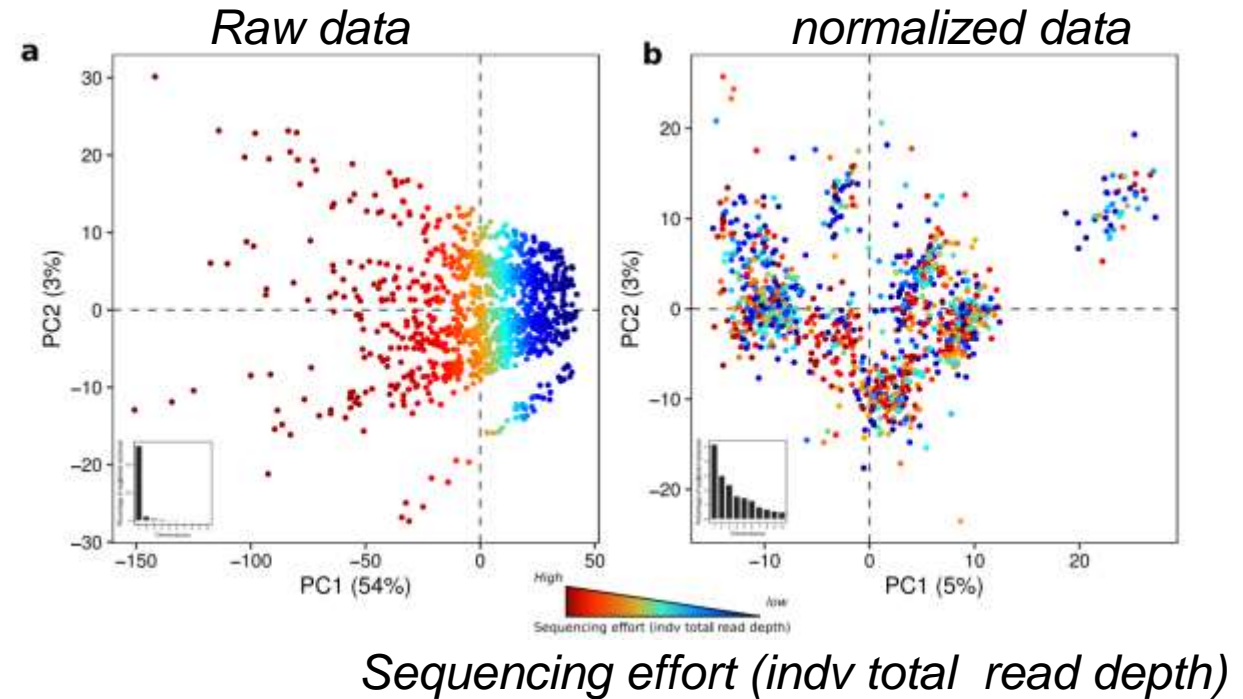 Raw data
normalized data
a
b
30
20
10
0
−10
−20
−30
PC2 (3%)
−150
−100
−50
0
50
PC1 (54%)
20
10
0
−10
−20
PC2 (3%)
−10
0
10
20
PC1 (5%)
High
low
Sequencing effort (indv total read depth)
Sequencing effort (indv total read depth)